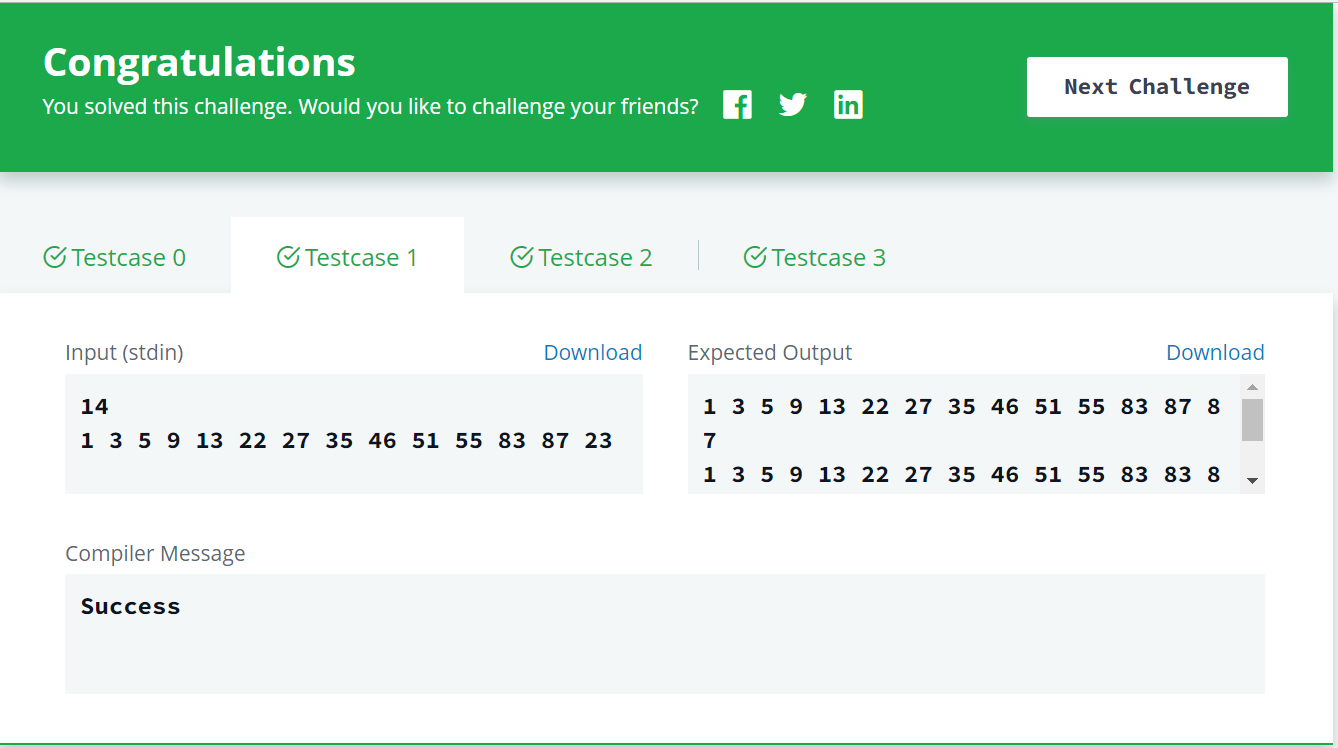 Congratulations
You solved this challenge. Would you like to challenge your friends?
Next Challenge
Testcase 0
Testcase 1
Testcase 2
Testcase 3
Input (stdin)
Download
14
1 3 5 9 13 22 27 35 46 51 55 83 87 23
Expected Output
Download
1 3 5 9 13 22 27 35 46 51 55 83 87 8
7
1 3 5 9 13 22 27 35 46 51 55 83 83 8
Compiler Message
Success